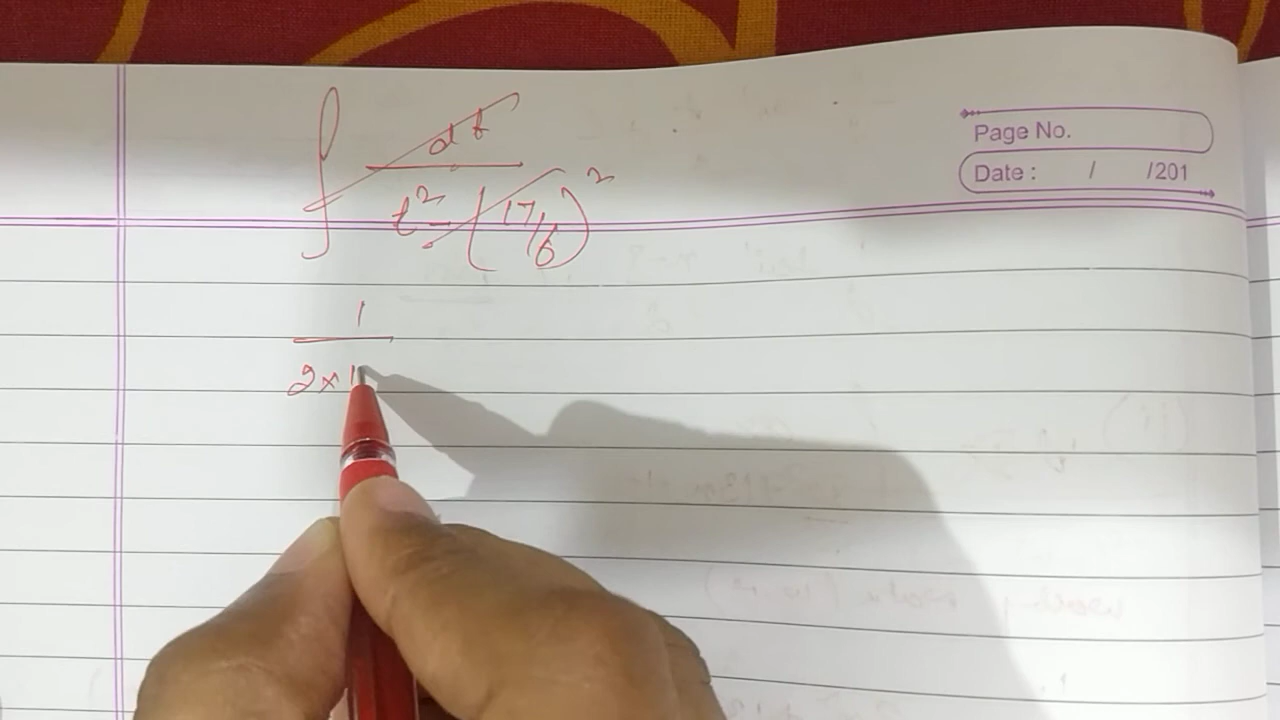 Page No.
Date : / /201
∫ dt / t² - (17/6)²
1
2×1